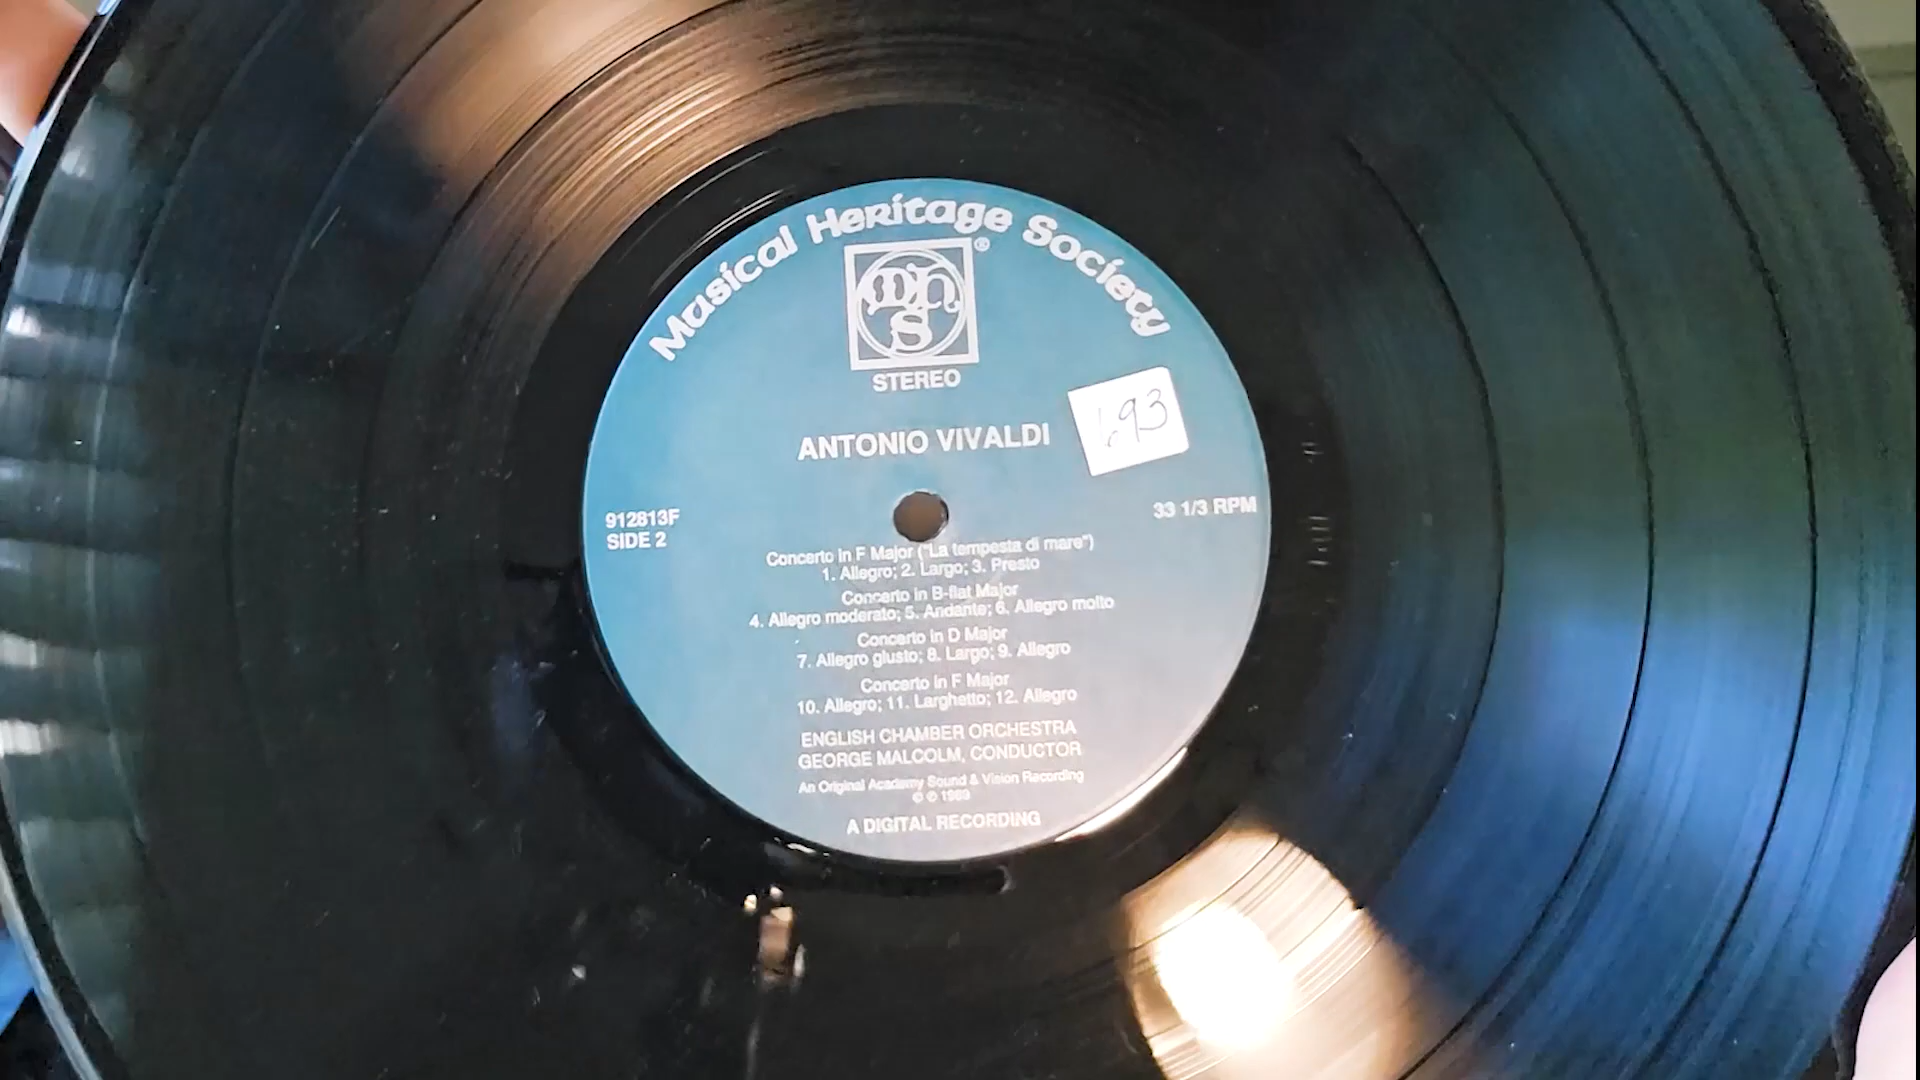 Musical Heritage Society
mhs
®
STEREO
693
ANTONIO VIVALDI
912813F
SIDE 2
33 1/3 RPM
Concerto in F Major ("La tempesta di mare")
1. Allegro; 2. Largo; 3. Presto
Concerto in B-flat Major
4. Allegro moderato; 5. Andante; 6. Allegro molto
Concerto in D Major
7. Allegro giusto; 8. Largo; 9. Allegro
Concerto in F Major
10. Allegro; 11. Larghetto; 12. Allegro
ENGLISH CHAMBER ORCHESTRA
GEORGE MALCOLM, CONDUCTOR
An Original Academy Sound & Vision Recording
© ℗
A DIGITAL RECORDING